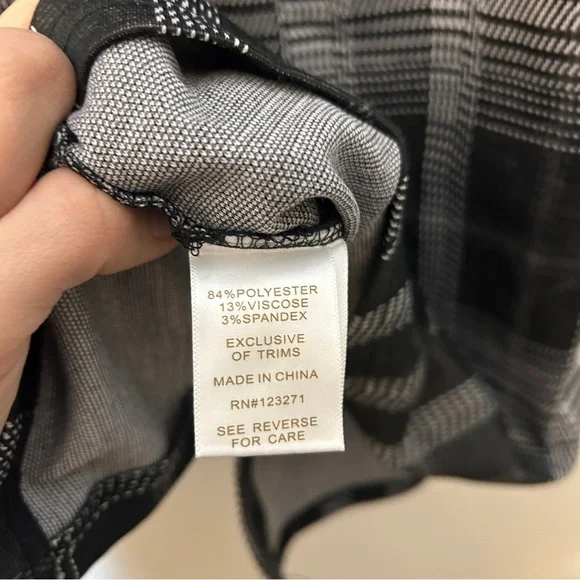 84%POLYESTER
13%VISCOSE
3%SPANDEX
EXCLUSIVE
OF TRIMS
MADE IN CHINA
RN#123271
SEE REVERSE
FOR CARE